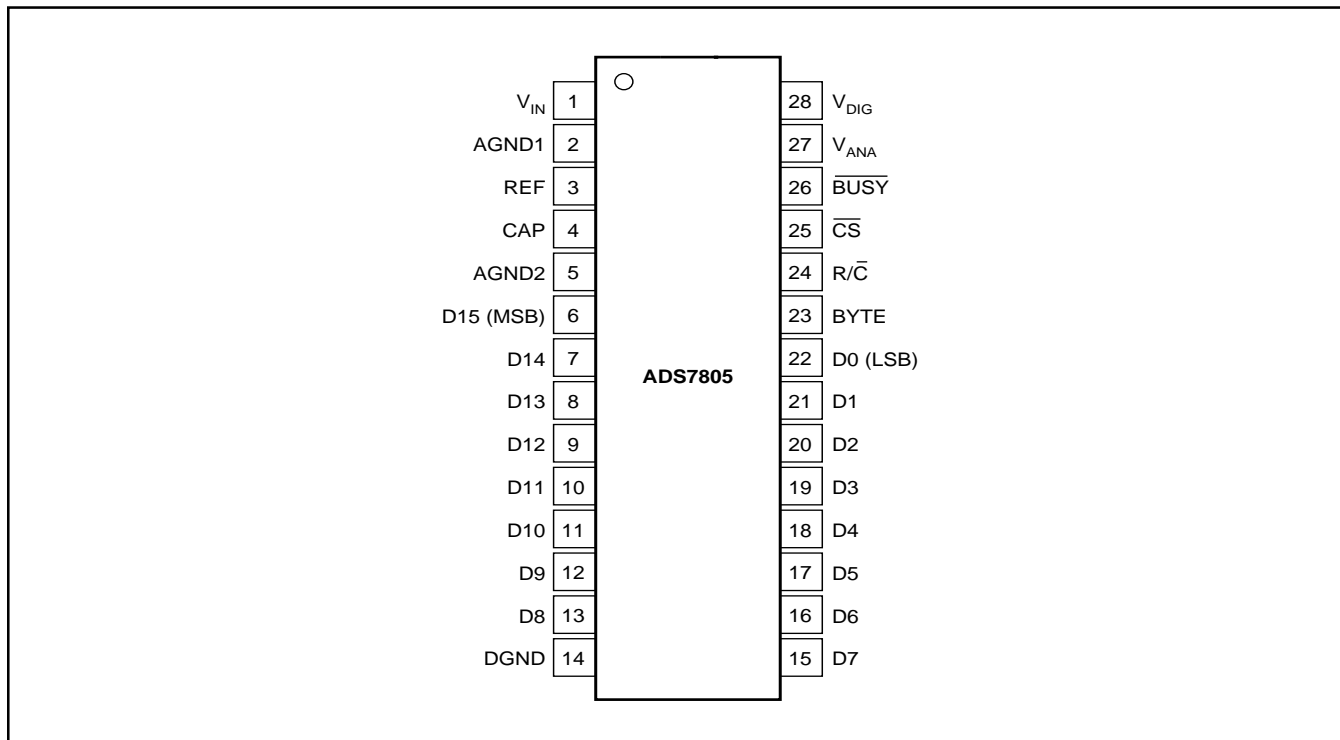 V_IN 1 28 V_DIG
AGND1 2 27 V_ANA
REF 3 26 B̅U̅S̅Y̅
CAP 4 25 C̅S̅
AGND2 5 24 R/C̅
D15 (MSB) 6 23 BYTE
D14 7 22 D0 (LSB)
ADS7805
D13 8 21 D1
D12 9 20 D2
D11 10 19 D3
D10 11 18 D4
D9 12 17 D5
D8 13 16 D6
DGND 14 15 D7